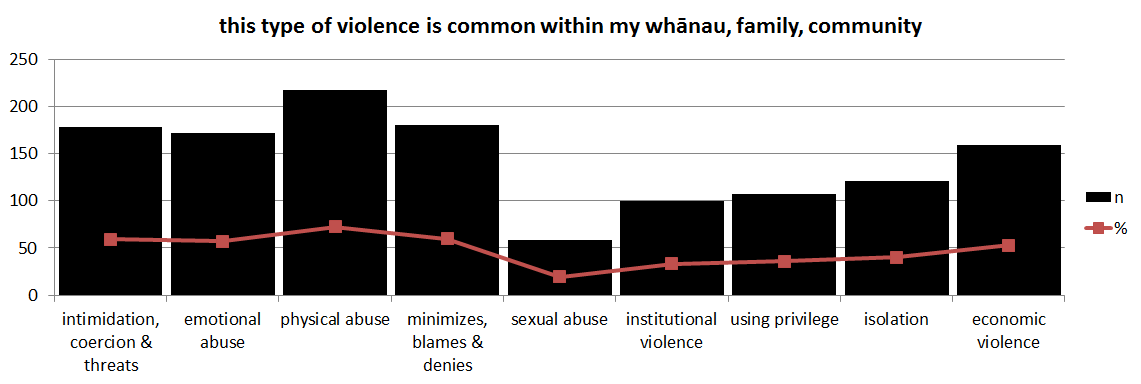 this type of violence is common within my whānau, family, community
250
200
150
100
50
0
intimidation,
coercion &
threats
emotional
abuse
physical abuse
minimizes,
blames &
denies
sexual abuse
institutional
violence
using privilege
isolation
economic
violence
n
%